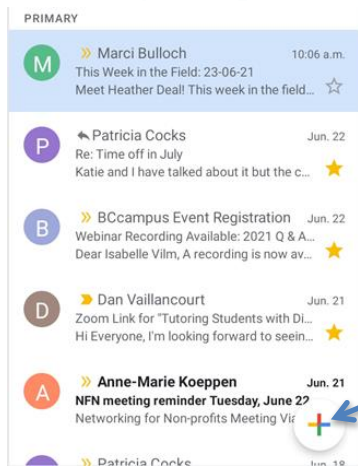 PRIMARY
M
Marci Bulloch 10:06 a.m.
This Week in the Field: 23-06-21
Meet Heather Deal! This week in the field...
P
Patricia Cocks Jun. 22
Re: Time off in July
Katie and I have talked about it but the c...
B
BCcampus Event Registration Jun. 22
Webinar Recording Available: 2021 Q & A...
Dear Isabelle Vilm, A recording is now av...
D
Dan Vaillancourt Jun. 21
Zoom Link for "Tutoring Students with Di...
Hi Everyone, I'm looking forward to seein...
A
Anne-Marie Koeppen Jun. 21
NFN meeting reminder Tuesday, June 22
Networking for Non-profits Meeting Via
Patricia Cocks Jun. 18